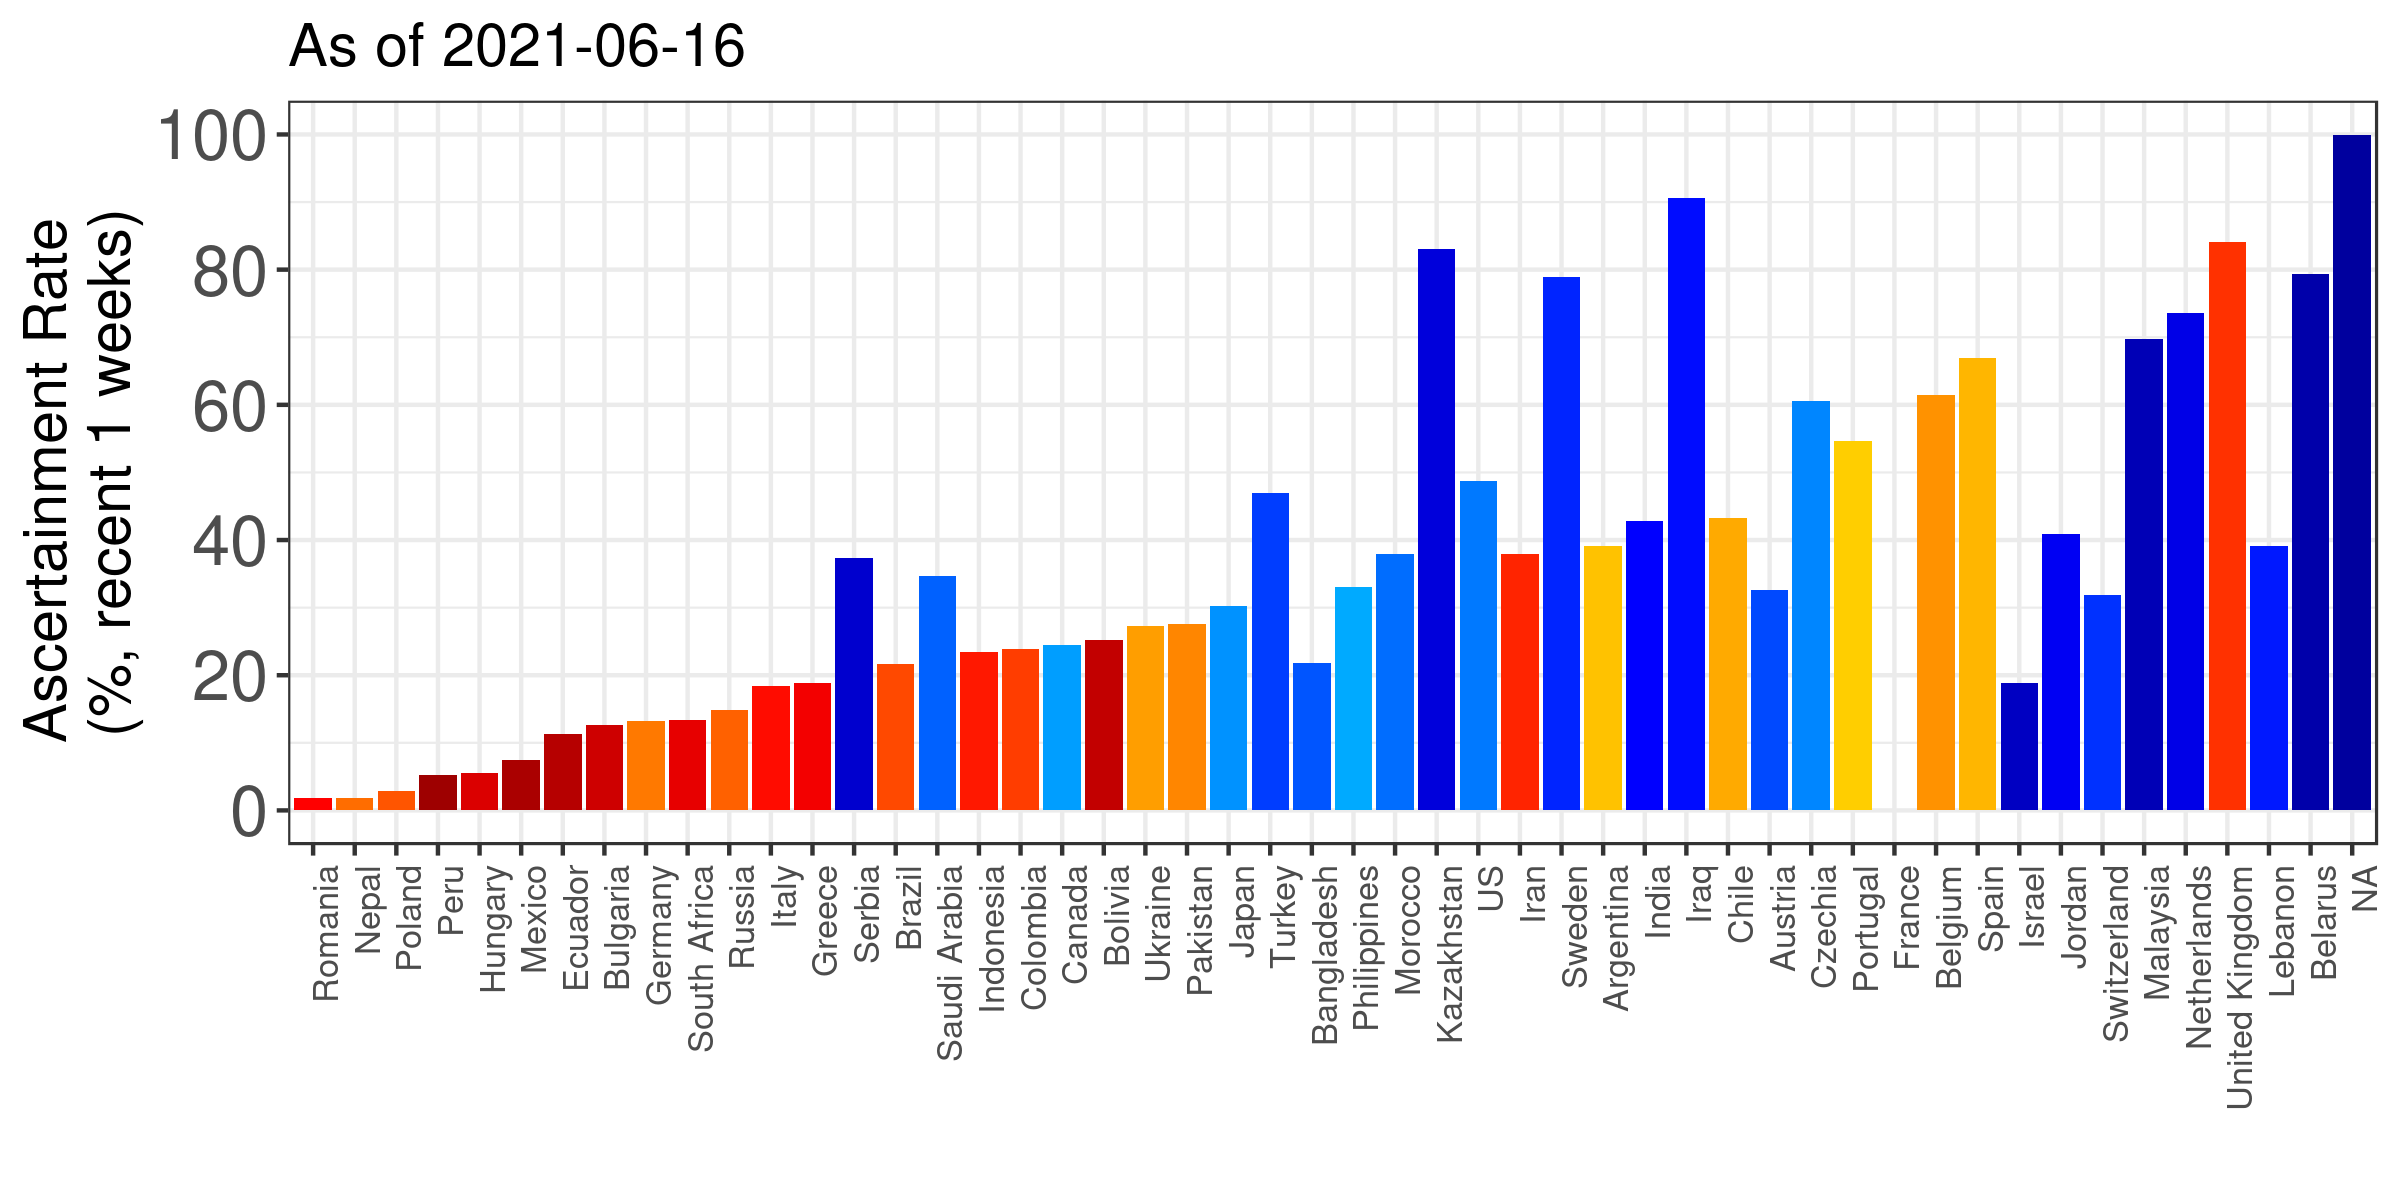 As of 2021-06-16
Ascertainment Rate
(%, recent 1 weeks)
100
80
60
40
20
0
Romania
Nepal
Poland
Peru
Hungary
Mexico
Ecuador
Bulgaria
Germany
South Africa
Russia
Italy
Greece
Serbia
Brazil
Saudi Arabia
Indonesia
Colombia
Canada
Bolivia
Ukraine
Pakistan
Japan
Turkey
Bangladesh
Philippines
Morocco
Kazakhstan
US
Iran
Sweden
Argentina
India
Iraq
Chile
Austria
Czechia
Portugal
France
Belgium
Spain
Israel
Jordan
Switzerland
Malaysia
Netherlands
United Kingdom
Lebanon
Belarus
NA